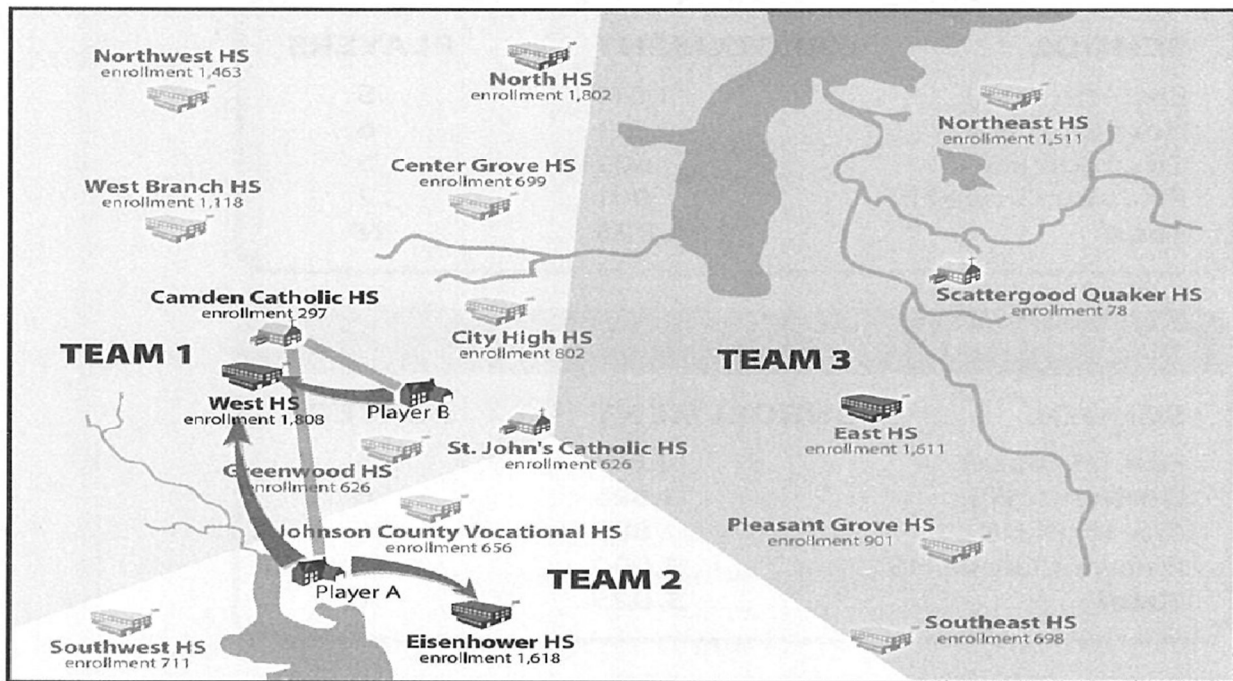 Northwest HS
enrollment 1,463
North HS
enrollment 1,802
Northeast HS
enrollment 1,511
West Branch HS
enrollment 1,118
Center Grove HS
enrollment 699
Camden Catholic HS
enrollment 297
City High HS
enrollment 802
Scattergood Quaker HS
enrollment 78
TEAM 1
TEAM 3
West HS
enrollment 1,808
Player B
East HS
enrollment 1,611
St. John's Catholic HS
enrollment 626
Greenwood HS
enrollment 626
Johnson County Vocational HS
enrollment 656
Pleasant Grove HS
enrollment 901
TEAM 2
Player A
Southwest HS
enrollment 711
Eisenhower HS
enrollment 1,618
Southeast HS
enrollment 698